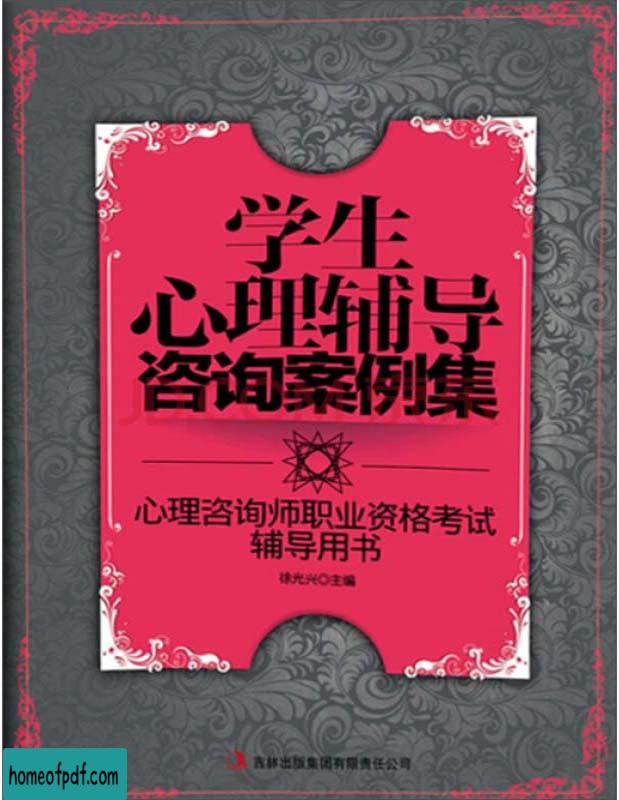 学生
心理辅导
咨询案例集
心理咨询师职业资格考试
辅导用书
徐光兴◎主编
吉林出版集团有限责任公司
homeofpdf.com